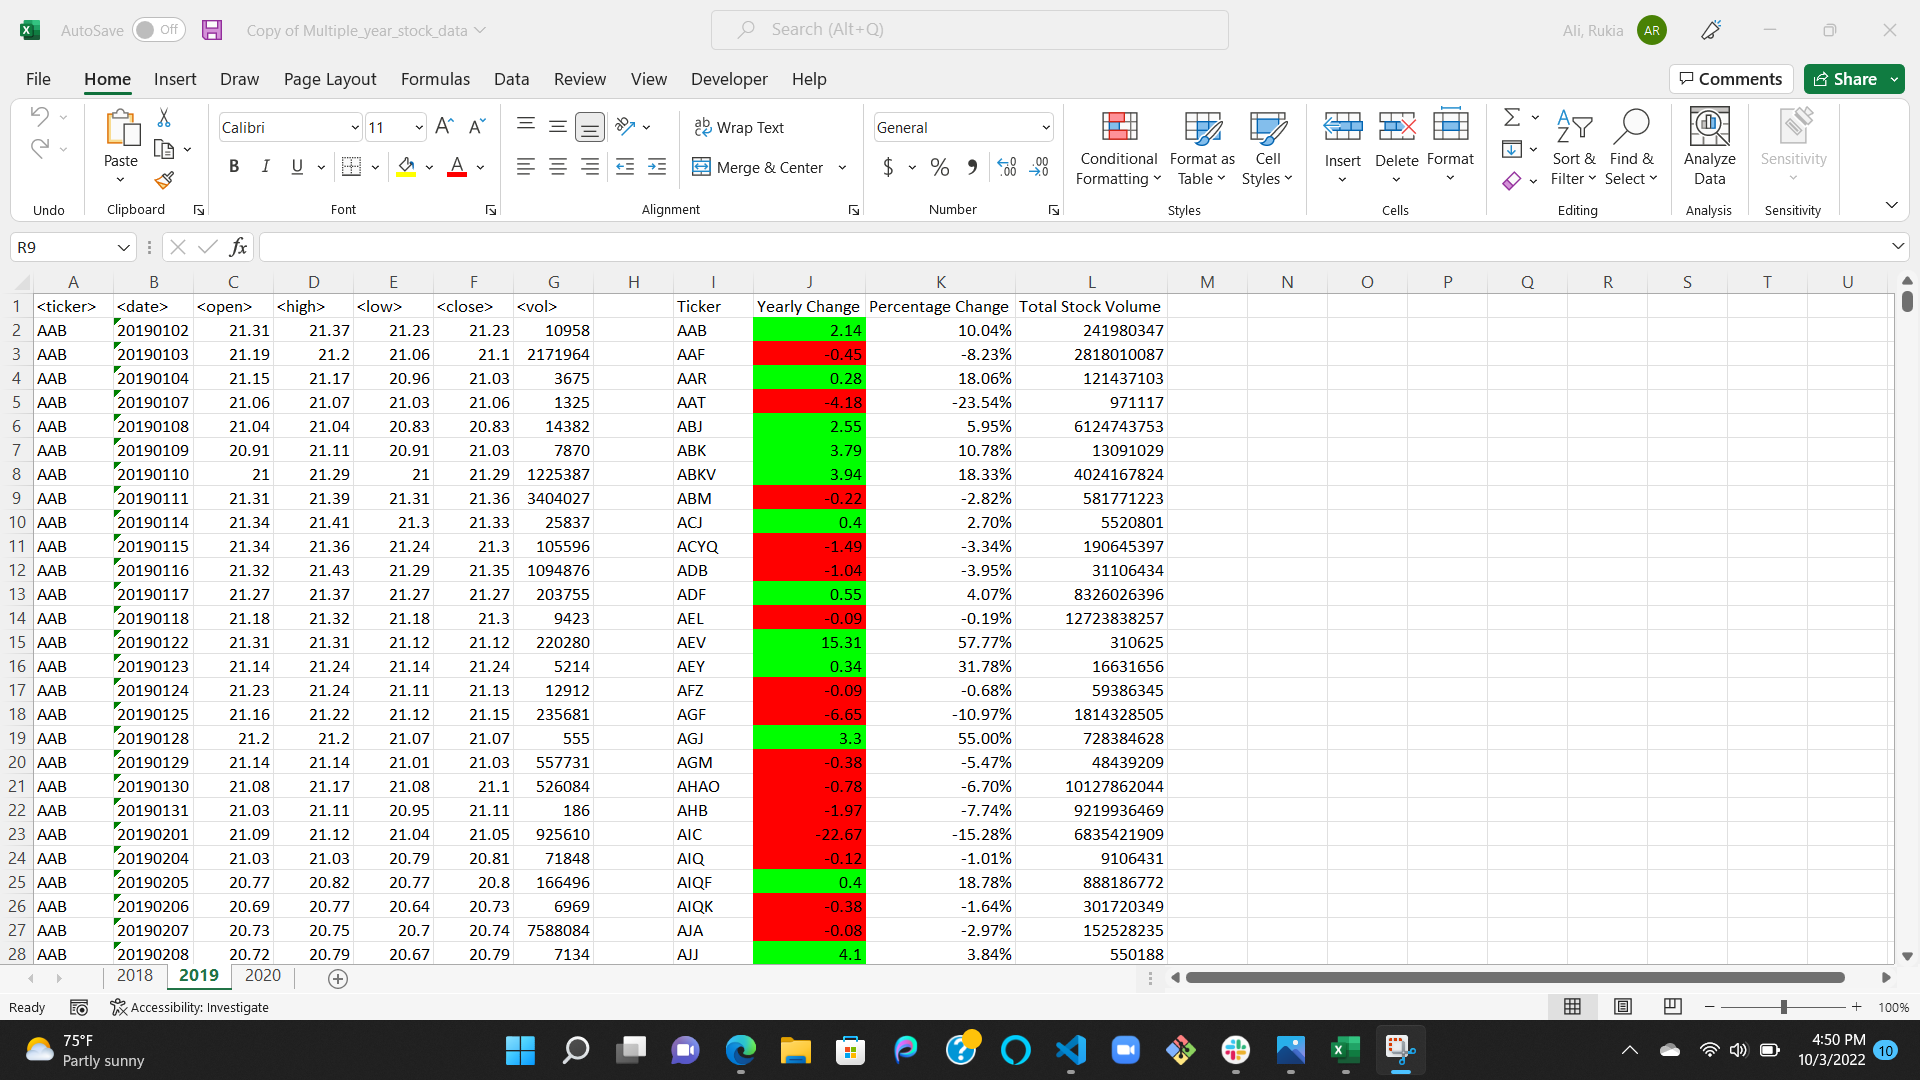 AutoSave Off Copy of Multiple_year_stock_data Search (Alt+Q) Ali, Rukia AR
File Home Insert Draw Page Layout Formulas Data Review View Developer Help Comments Share
Calibri 11 Wrap Text General
Paste Conditional Formatting Format as Table Cell Styles Insert Delete Format Sort & Filter Find & Select Analyze Data Sensitivity
B I U Merge & Center $ %
Undo Clipboard Font Alignment Number Styles Cells Editing Analysis Sensitivity
R9 fx
A B C D E F G H I J K L M N O P Q R S T U
1 <ticker> <date> <open> <high> <low> <close> <vol> Ticker Yearly Change Percentage Change Total Stock Volume
2 AAB 20190102 21.31 21.37 21.23 21.23 10958 AAB 2.14 10.04% 241980347
3 AAB 20190103 21.19 21.2 21.06 21.1 2171964 AAF -0.45 -8.23% 2818010087
4 AAB 20190104 21.15 21.17 20.96 21.03 3675 AAR 0.28 18.06% 121437103
5 AAB 20190107 21.06 21.07 21.03 21.06 1325 AAT -4.18 -23.54% 971117
6 AAB 20190108 21.04 21.04 20.83 20.83 14382 ABJ 2.55 5.95% 6124743753
7 AAB 20190109 20.91 21.11 20.91 21.03 7870 ABK 3.79 10.78% 13091029
8 AAB 20190110 21 21.29 21 21.29 1225387 ABKV 3.94 18.33% 4024167824
9 AAB 20190111 21.31 21.39 21.31 21.36 3404027 ABM -0.22 -2.82% 581771223
10 AAB 20190114 21.34 21.41 21.3 21.33 25837 ACJ 0.4 2.70% 5520801
11 AAB 20190115 21.34 21.36 21.24 21.3 105596 ACYQ -1.49 -3.34% 190645397
12 AAB 20190116 21.32 21.43 21.29 21.35 1094876 ADB -1.04 -3.95% 31106434
13 AAB 20190117 21.27 21.37 21.27 21.27 203755 ADF 0.55 4.07% 8326026396
14 AAB 20190118 21.18 21.32 21.18 21.3 9423 AEL -0.09 -0.19% 12723838257
15 AAB 20190122 21.31 21.31 21.12 21.12 220280 AEV 15.31 57.77% 310625
16 AAB 20190123 21.14 21.24 21.14 21.24 5214 AEY 0.34 31.78% 16631656
17 AAB 20190124 21.23 21.24 21.11 21.13 12912 AFZ -0.09 -0.68% 59386345
18 AAB 20190125 21.16 21.22 21.12 21.15 235681 AGF -6.65 -10.97% 1814328505
19 AAB 20190128 21.2 21.2 21.07 21.07 555 AGJ 3.3 55.00% 728384628
20 AAB 20190129 21.14 21.14 21.01 21.03 557731 AGM -0.38 -5.47% 48439209
21 AAB 20190130 21.08 21.17 21.08 21.1 526084 AHAO -0.78 -6.70% 10127862044
22 AAB 20190131 21.03 21.11 20.95 21.11 186 AHB -1.97 -7.74% 9219936469
23 AAB 20190201 21.09 21.12 21.04 21.05 925610 AIC -22.67 -15.28% 6835421909
24 AAB 20190204 21.03 21.03 20.79 20.81 71848 AIQ -0.12 -1.01% 9106431
25 AAB 20190205 20.77 20.82 20.77 20.8 166496 AIQF 0.4 18.78% 888186772
26 AAB 20190206 20.69 20.77 20.64 20.73 6969 AIQK -0.38 -1.64% 301720349
27 AAB 20190207 20.73 20.75 20.7 20.74 7588084 AJA -0.08 -2.97% 152528235
28 AAB 20190208 20.72 20.79 20.67 20.79 7134 AJJ 4.1 3.84% 550188
2018 2019 2020
Ready Accessibility: Investigate 100%
75°F 4:50 PM
Partly sunny 10/3/2022 10